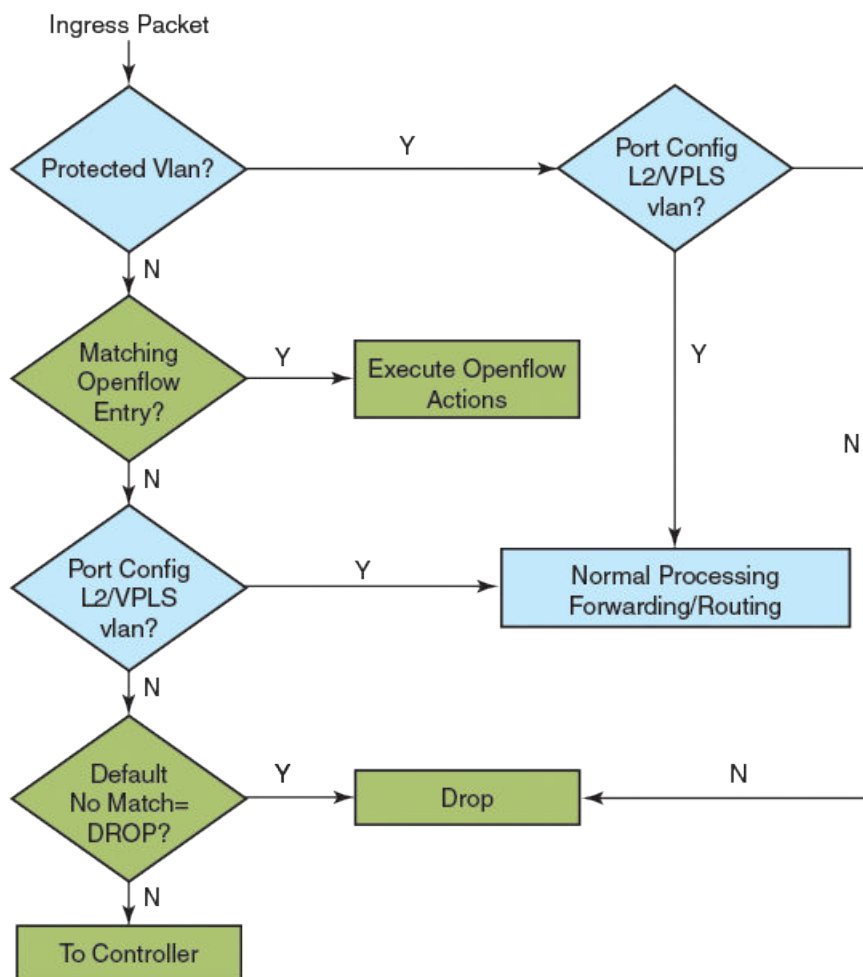 Ingress Packet
Protected Vlan?
Y
Port Config
L2/VPLS
vlan?
N
Matching
Openflow
Entry?
Y
Execute Openflow
Actions
Y
N
N
Port Config
L2/VPLS
vlan?
Y
Normal Processing
Forwarding/Routing
N
Default
No Match=
DROP?
Y
Drop
N
N
To Controller